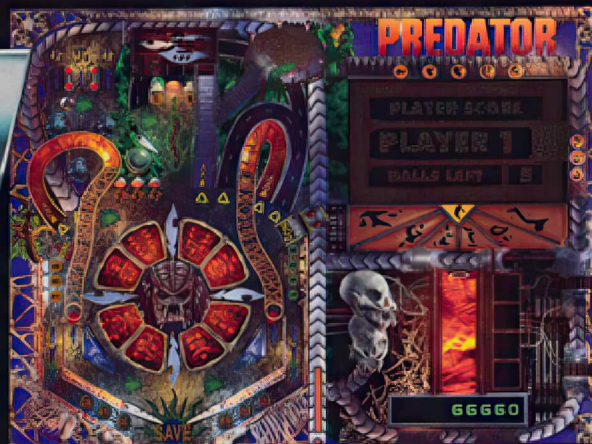 PREDATOR
PLAYER SCORE
PLAYER 1
BALLS LEFT 5
66660
SAVE